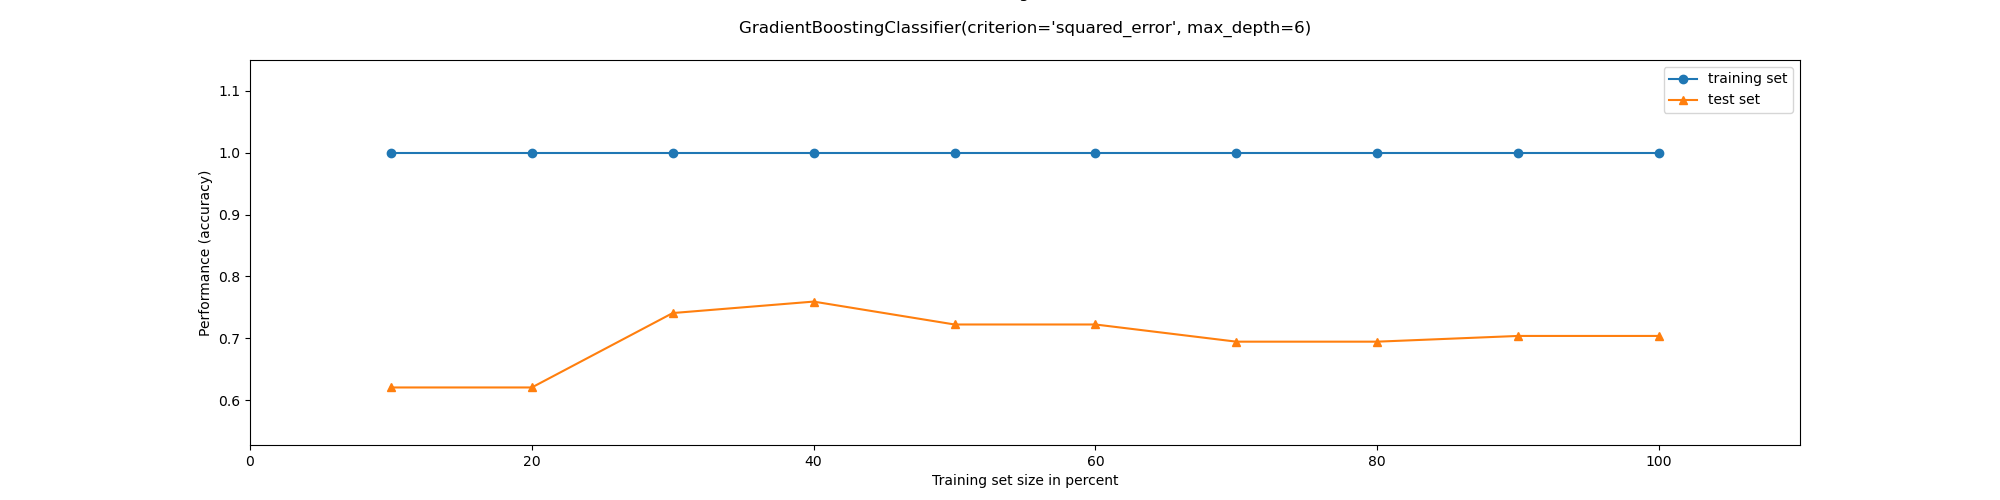 GradientBoostingClassifier(criterion='squared_error', max_depth=6)
training set
test set
1.1
1.0
0.9
0.8
0.7
0.6
Performance (accuracy)
0
20
40
60
80
100
Training set size in percent